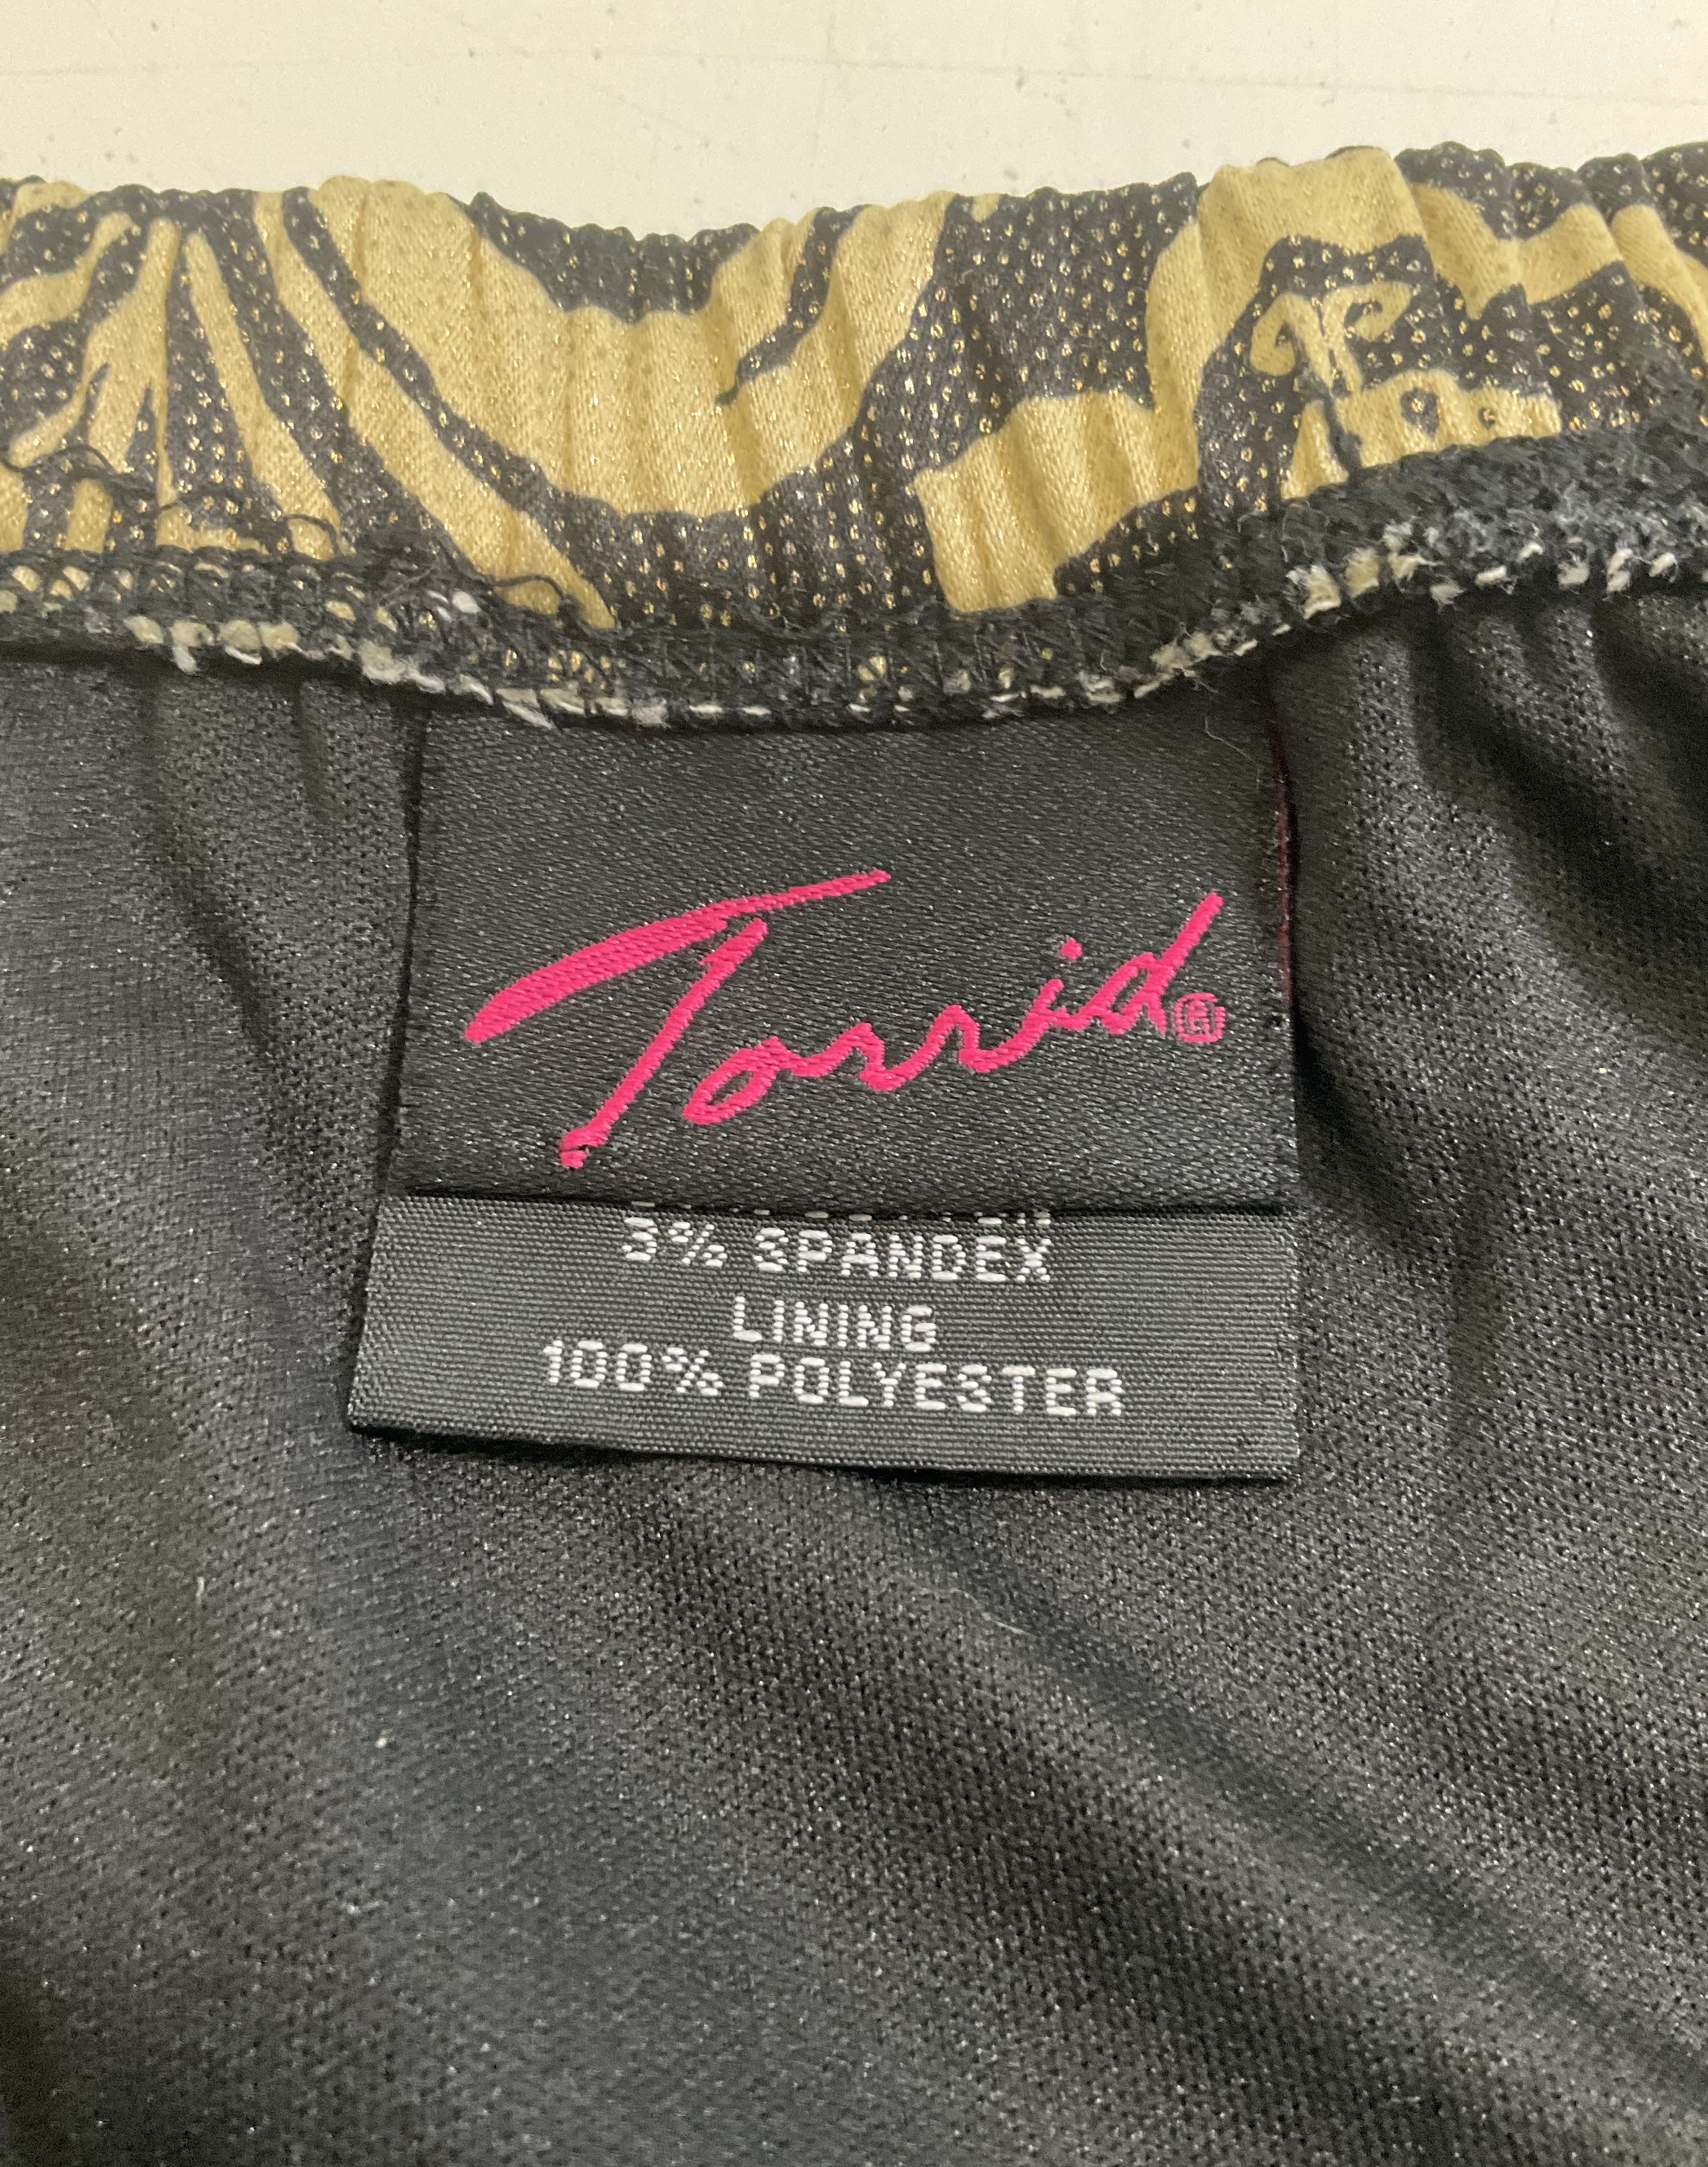 Torrid®
3% SPANDEX
LINING
100% POLYESTER